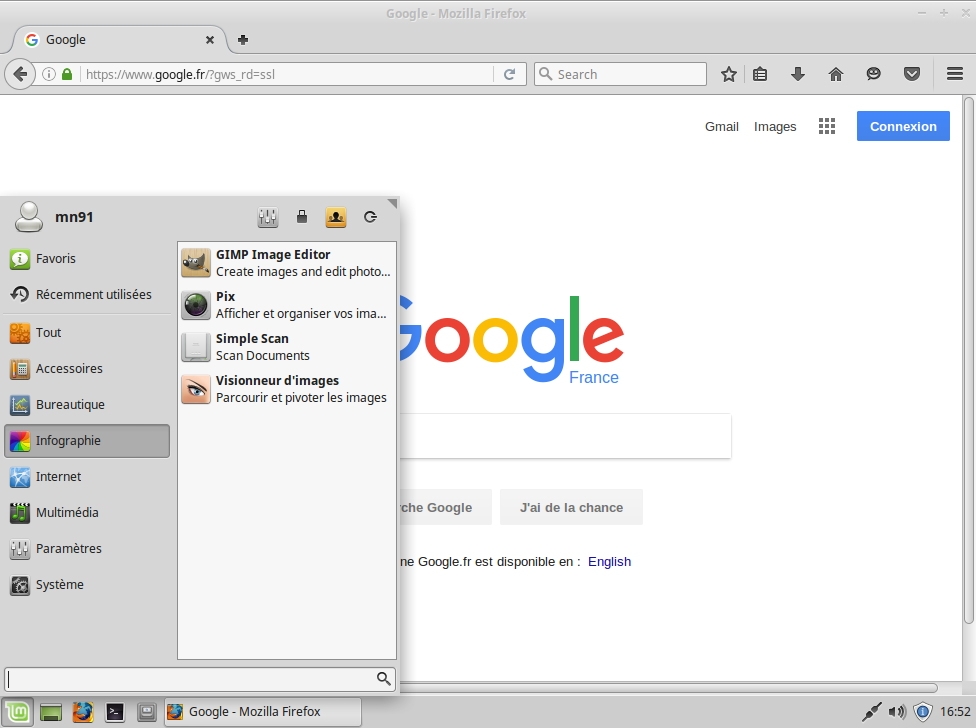 Google - Mozilla Firefox
Google
https://www.google.fr/?gws_rd=ssl
Search
Gmail
Images
Connexion
mn91
Favoris
Récemment utilisées
Tout
Accessoires
Bureautique
Infographie
Internet
Multimédia
Paramètres
Système
GIMP Image Editor
Create images and edit photo...
Pix
Afficher et organiser vos ima...
Simple Scan
Scan Documents
Visionneur d'images
Parcourir et pivoter les images
Google
France
che Google
J'ai de la chance
ne Google.fr est disponible en : English
Google - Mozilla Firefox
16:52